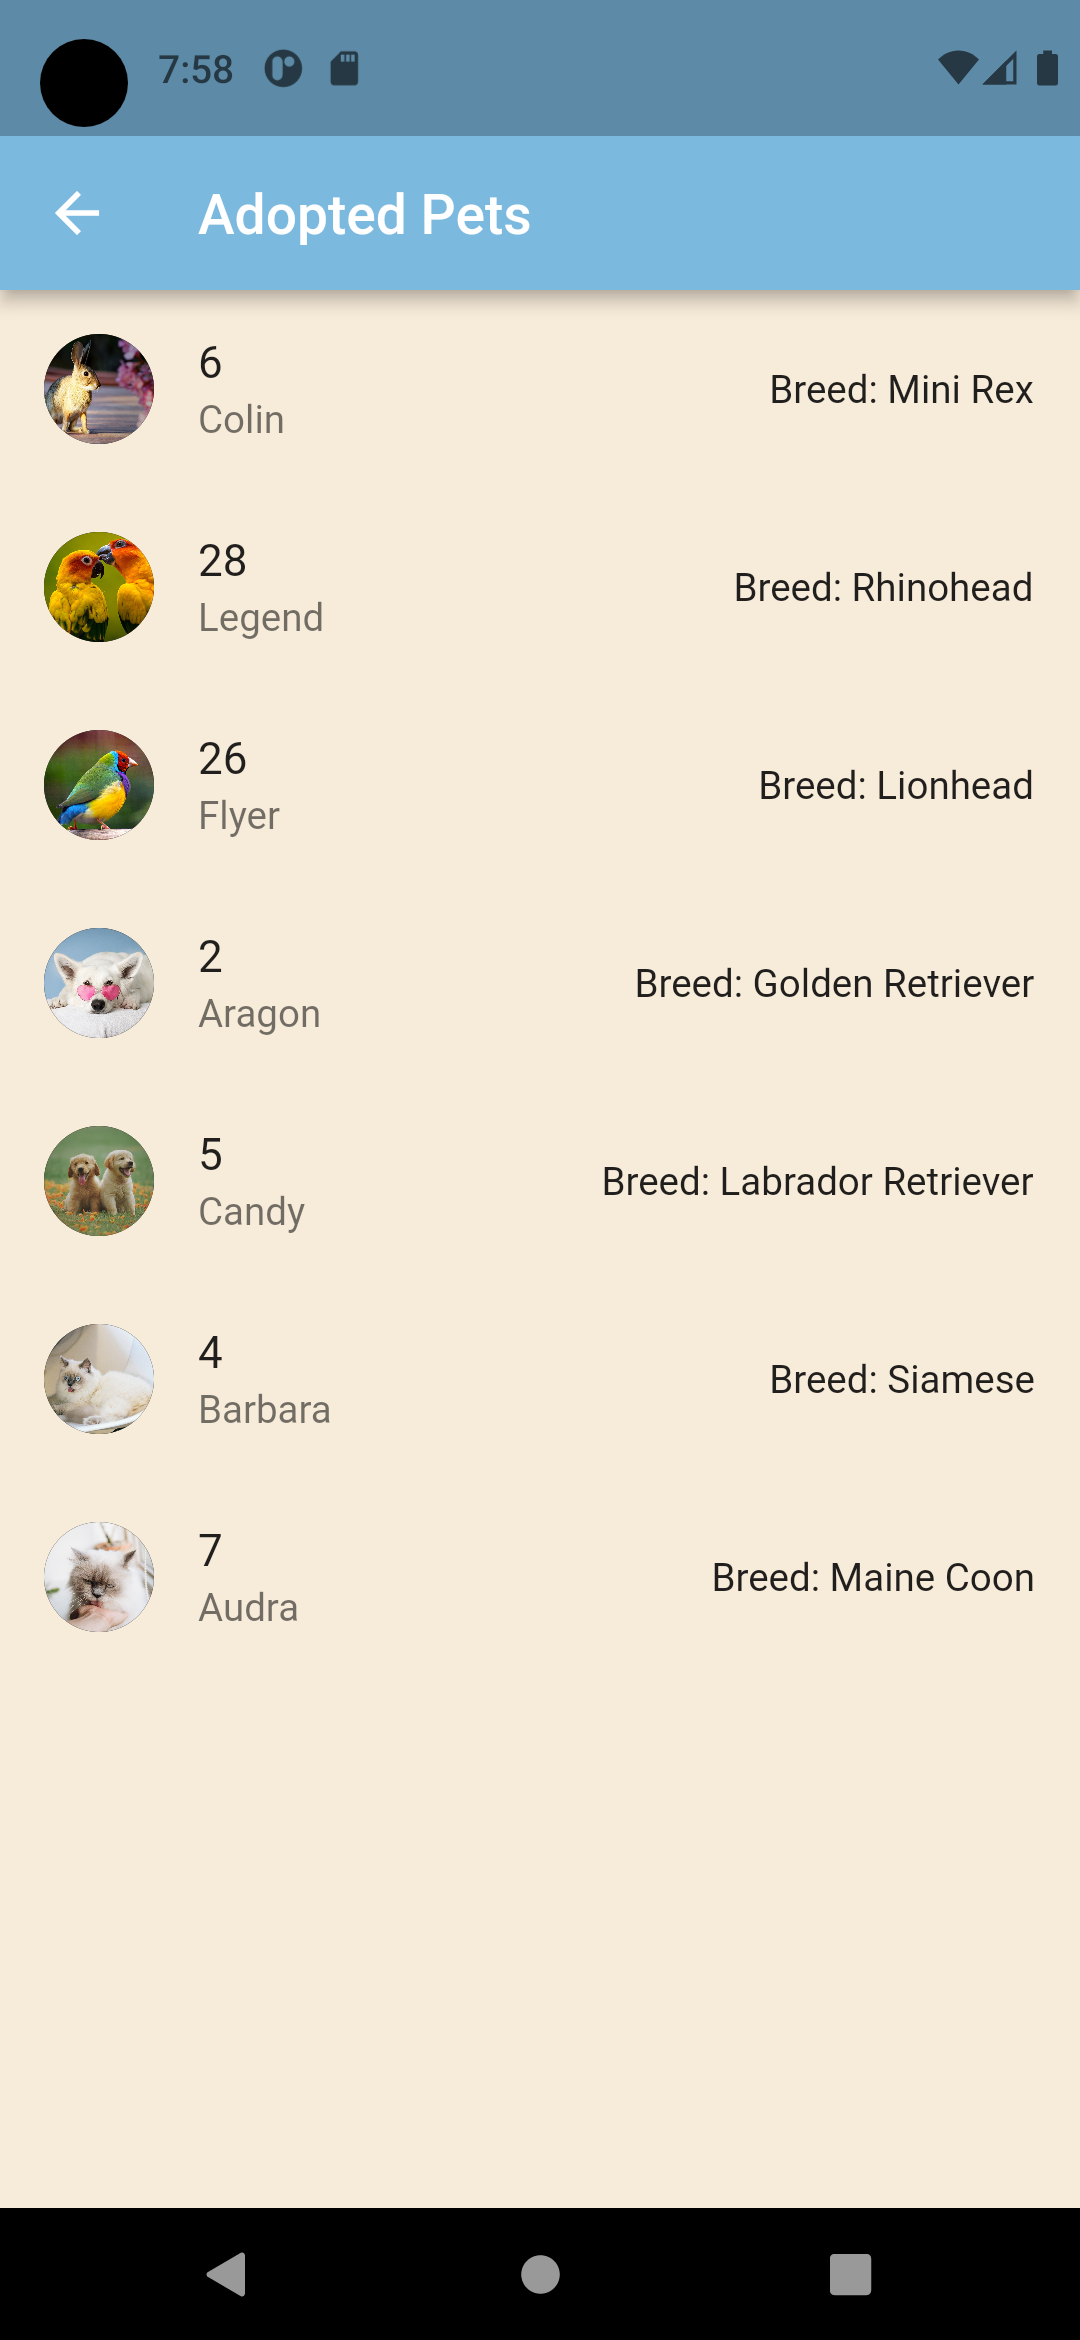 7:58
Adopted Pets
6
Colin
Breed: Mini Rex
28
Legend
Breed: Rhinohead
26
Flyer
Breed: Lionhead
2
Aragon
Breed: Golden Retriever
5
Candy
Breed: Labrador Retriever
4
Barbara
Breed: Siamese
7
Audra
Breed: Maine Coon